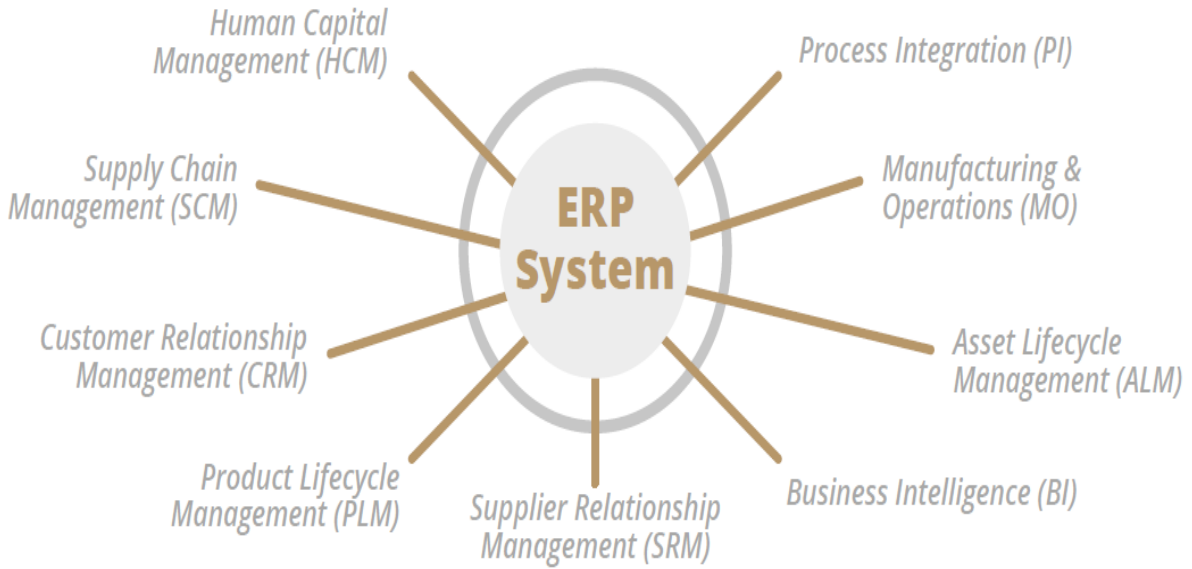 Human Capital
Management (HCM)
Process Integration (PI)
Supply Chain
Management (SCM)
Manufacturing &
Operations (MO)
ERP
System
Customer Relationship
Management (CRM)
Asset Lifecycle
Management (ALM)
Product Lifecycle
Management (PLM)
Supplier Relationship
Management (SRM)
Business Intelligence (BI)